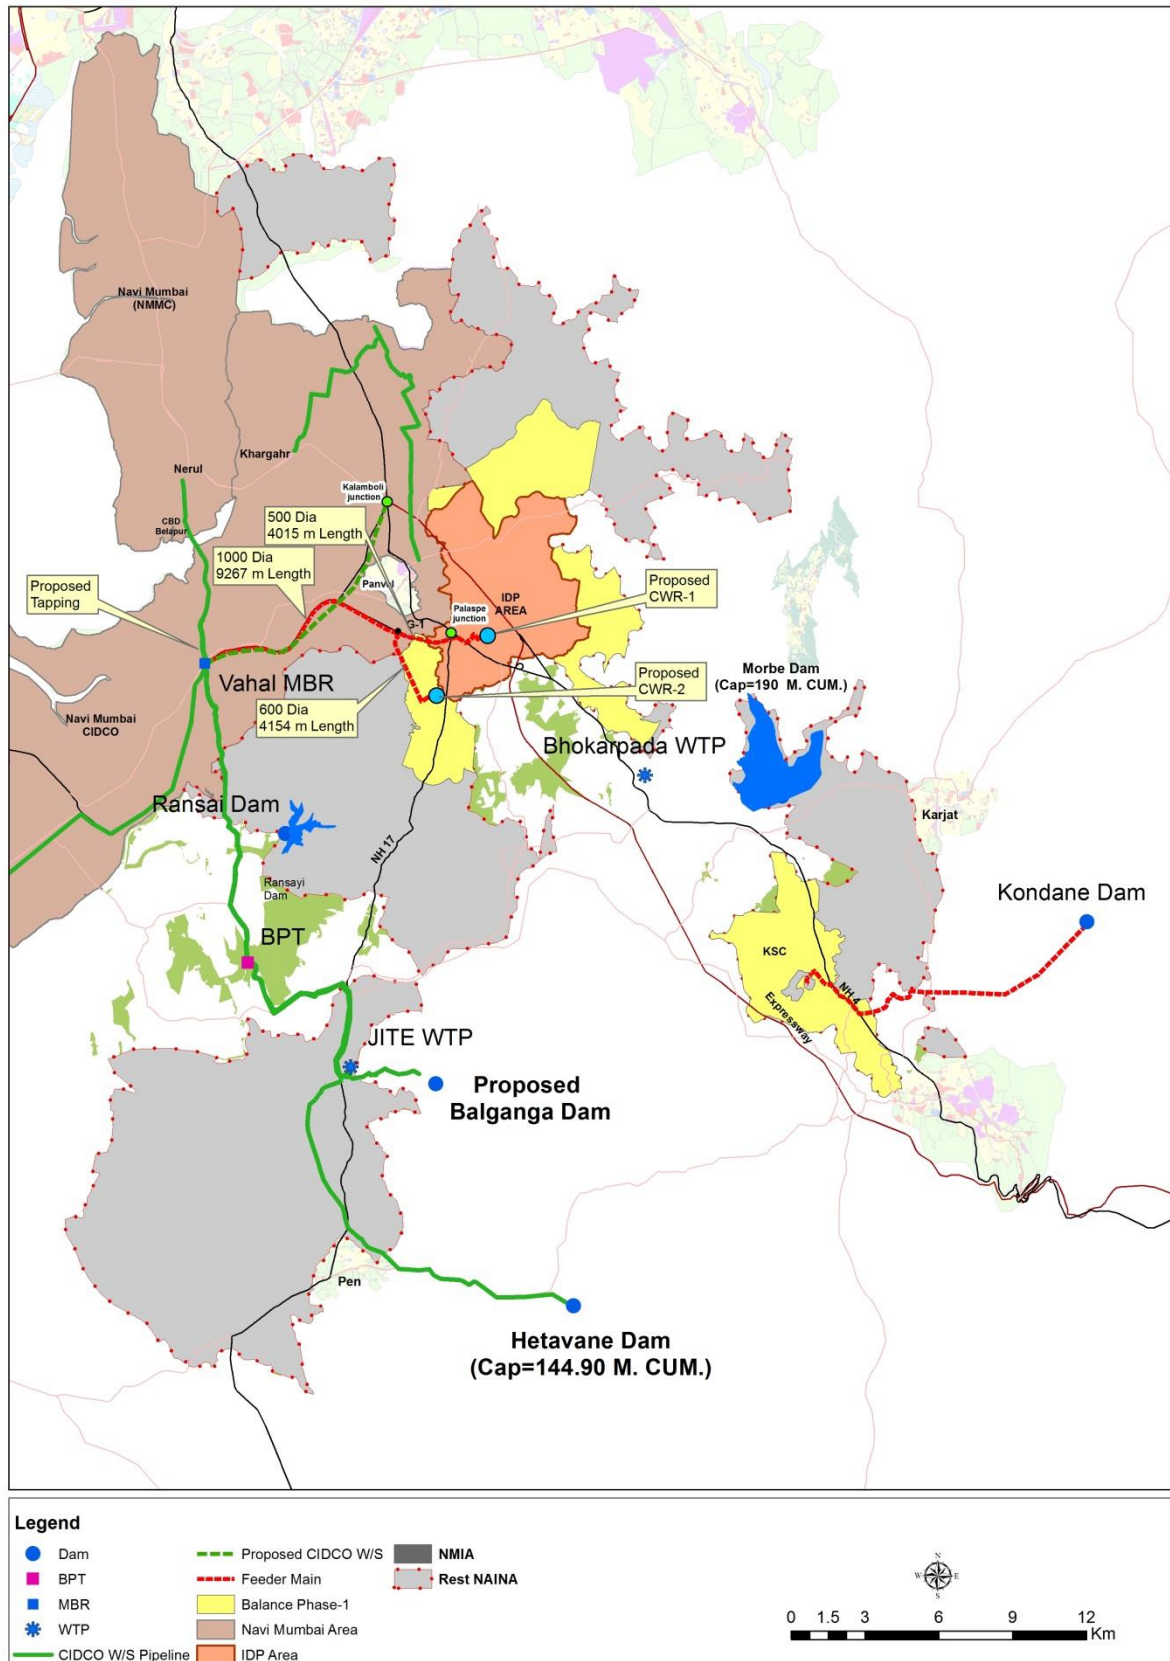 Navi Mumbai
(NMMC)
Khargahr
Nerul
Kalamboli
junction
CBD
Belapur
500 Dia
4015 m Length
1000 Dia
9267 m Length
Proposed
Tapping
Panvel
IDP
AREA
Proposed
CWR-1
G-1
Palaspe
junction
Vahal MBR
Proposed
CWR-2
Morbe Dam
(Cap=190 M. CUM.)
600 Dia
4154 m Length
Navi Mumbai
CIDCO
Bhokarpada WTP
Ransai Dam
Karjat
NH 17
Ransayi
Dam
Kondane Dam
BPT
KSC
NH 4
Expressway
JITE WTP
Proposed
Balganga Dam
Pen
Hetavane Dam
(Cap=144.90 M. CUM.)
Legend
Dam
BPT
MBR
WTP
CIDCO W/S Pipeline
Proposed CIDCO W/S
Feeder Main
Balance Phase-1
Navi Mumbai Area
IDP Area
NMIA
Rest NAINA
N
W E
S
0 1.5 3 6 9 12
Km